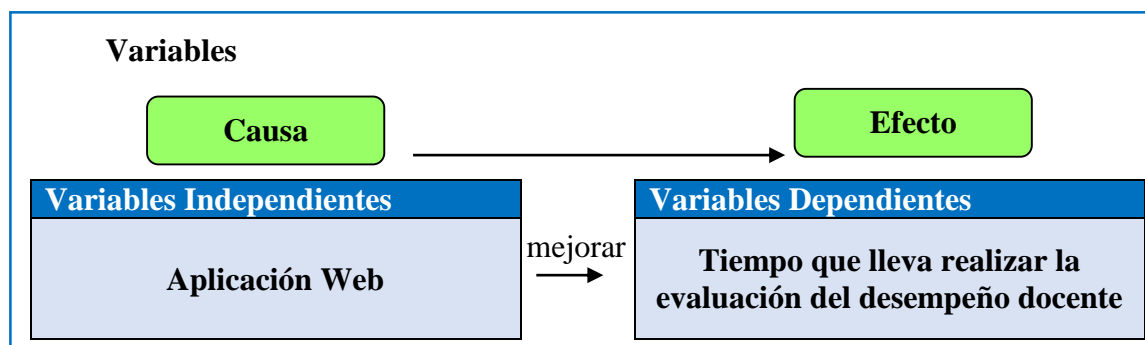 Variables
Causa
Efecto
Variables Independientes
Aplicación Web
mejorar
Variables Dependientes
Tiempo que lleva realizar la
evaluación del desempeño docente